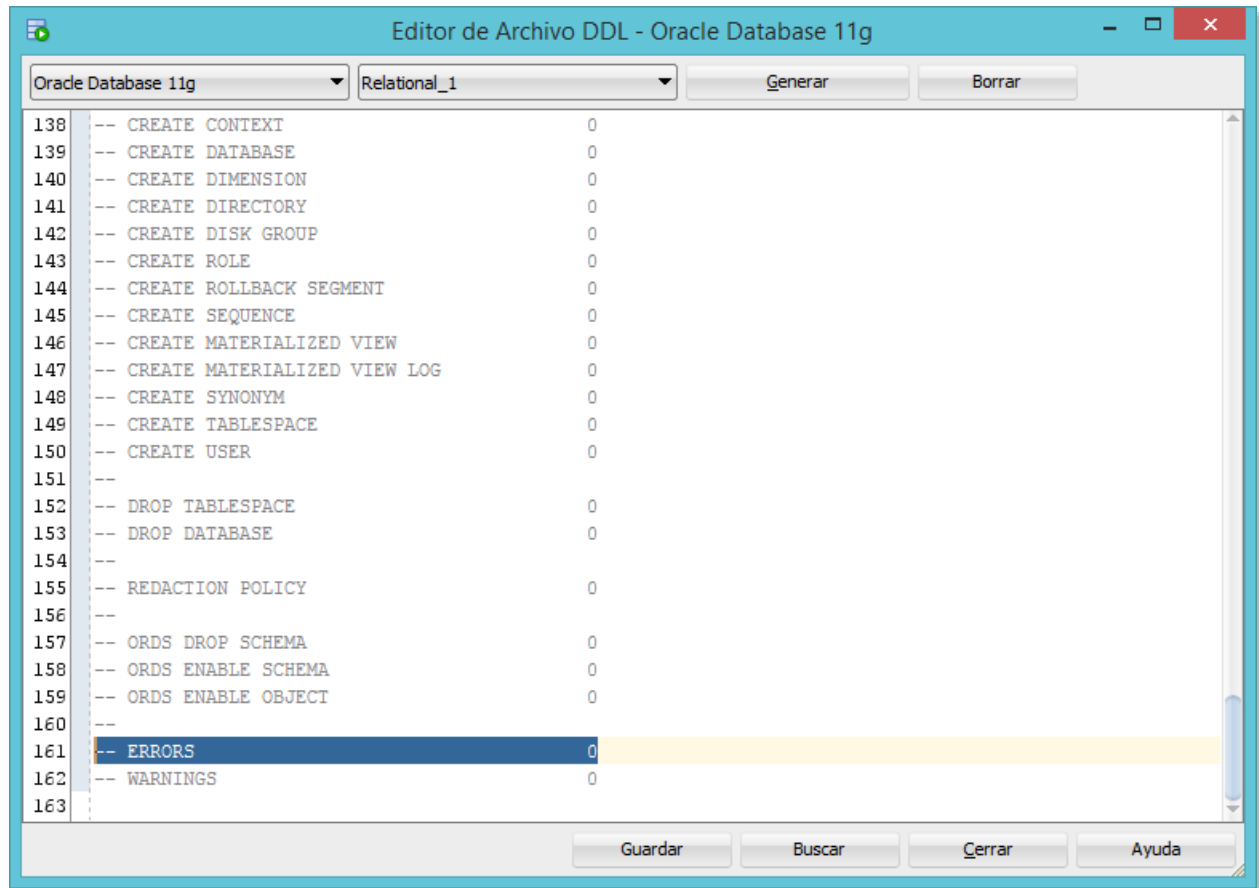 Editor de Archivo DDL - Oracle Database 11g
Oracle Database 11g Relational_1 Generar Borrar
138 -- CREATE CONTEXT 0
139 -- CREATE DATABASE 0
140 -- CREATE DIMENSION 0
141 -- CREATE DIRECTORY 0
142 -- CREATE DISK GROUP 0
143 -- CREATE ROLE 0
144 -- CREATE ROLLBACK SEGMENT 0
145 -- CREATE SEQUENCE 0
146 -- CREATE MATERIALIZED VIEW 0
147 -- CREATE MATERIALIZED VIEW LOG 0
148 -- CREATE SYNONYM 0
149 -- CREATE TABLESPACE 0
150 -- CREATE USER 0
151 --
152 -- DROP TABLESPACE 0
153 -- DROP DATABASE 0
154 --
155 -- REDACTION POLICY 0
156 --
157 -- ORDS DROP SCHEMA 0
158 -- ORDS ENABLE SCHEMA 0
159 -- ORDS ENABLE OBJECT 0
160 --
161 -- ERRORS 0
162 -- WARNINGS 0
163
Guardar Buscar Cerrar Ayuda